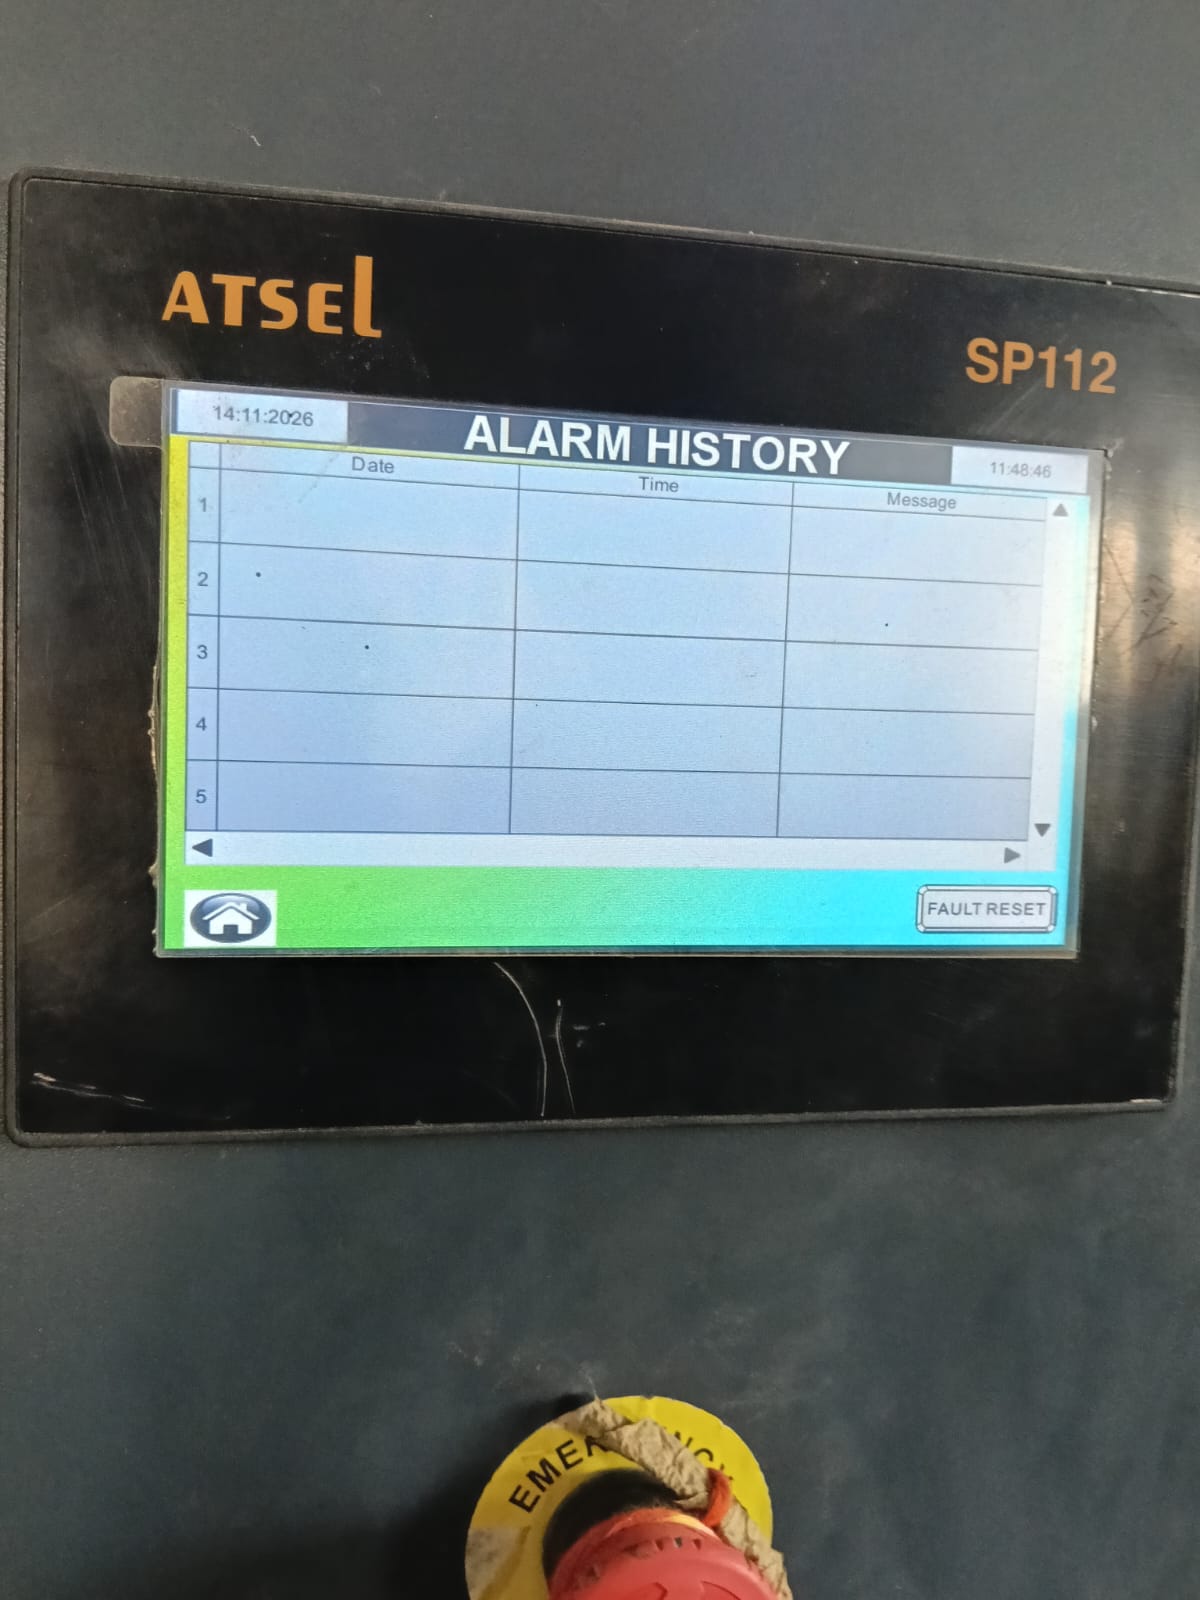 ATSEL
SP112
14:11:2026
ALARM HISTORY
11:48:46
Date
Time
Message
1
2
3
4
5
FAULT RESET